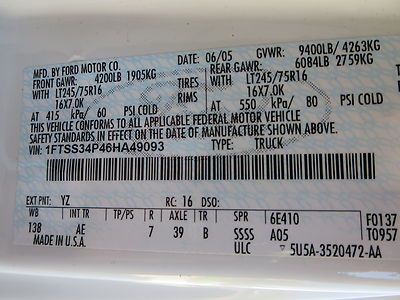 MFD. BY FORD MOTOR CO.
06/05 GVWR: 9400LB/ 4263KG
FRONT GAWR: 4200LB 1905KG
REAR GAWR: 6084LB 2759KG
WITH LT245/75R16 TIRES WITH LT245/75R16
16X7.0K RIMS 16X7.0K
AT 415 kPa/ 60 PSI COLD AT 550 kPa/ 80 PSI COLD
THIS VEHICLE CONFORMS TO ALL APPLICABLE FEDERAL MOTOR VEHICLE
SAFETY STANDARDS IN EFFECT ON THE DATE OF MANUFACTURE SHOWN ABOVE.
VIN: 1FTSS34P46HA49093
TYPE: TRUCK
EXT PNT: YZ RC: 16 DSO:
WB INT TR TP/PS R AXLE TR SPR 6E410 F0137
138 AE 7 39 B SSSS A05 T0957
MADE IN U.S.A. ULC 5U5A-3520472-AA